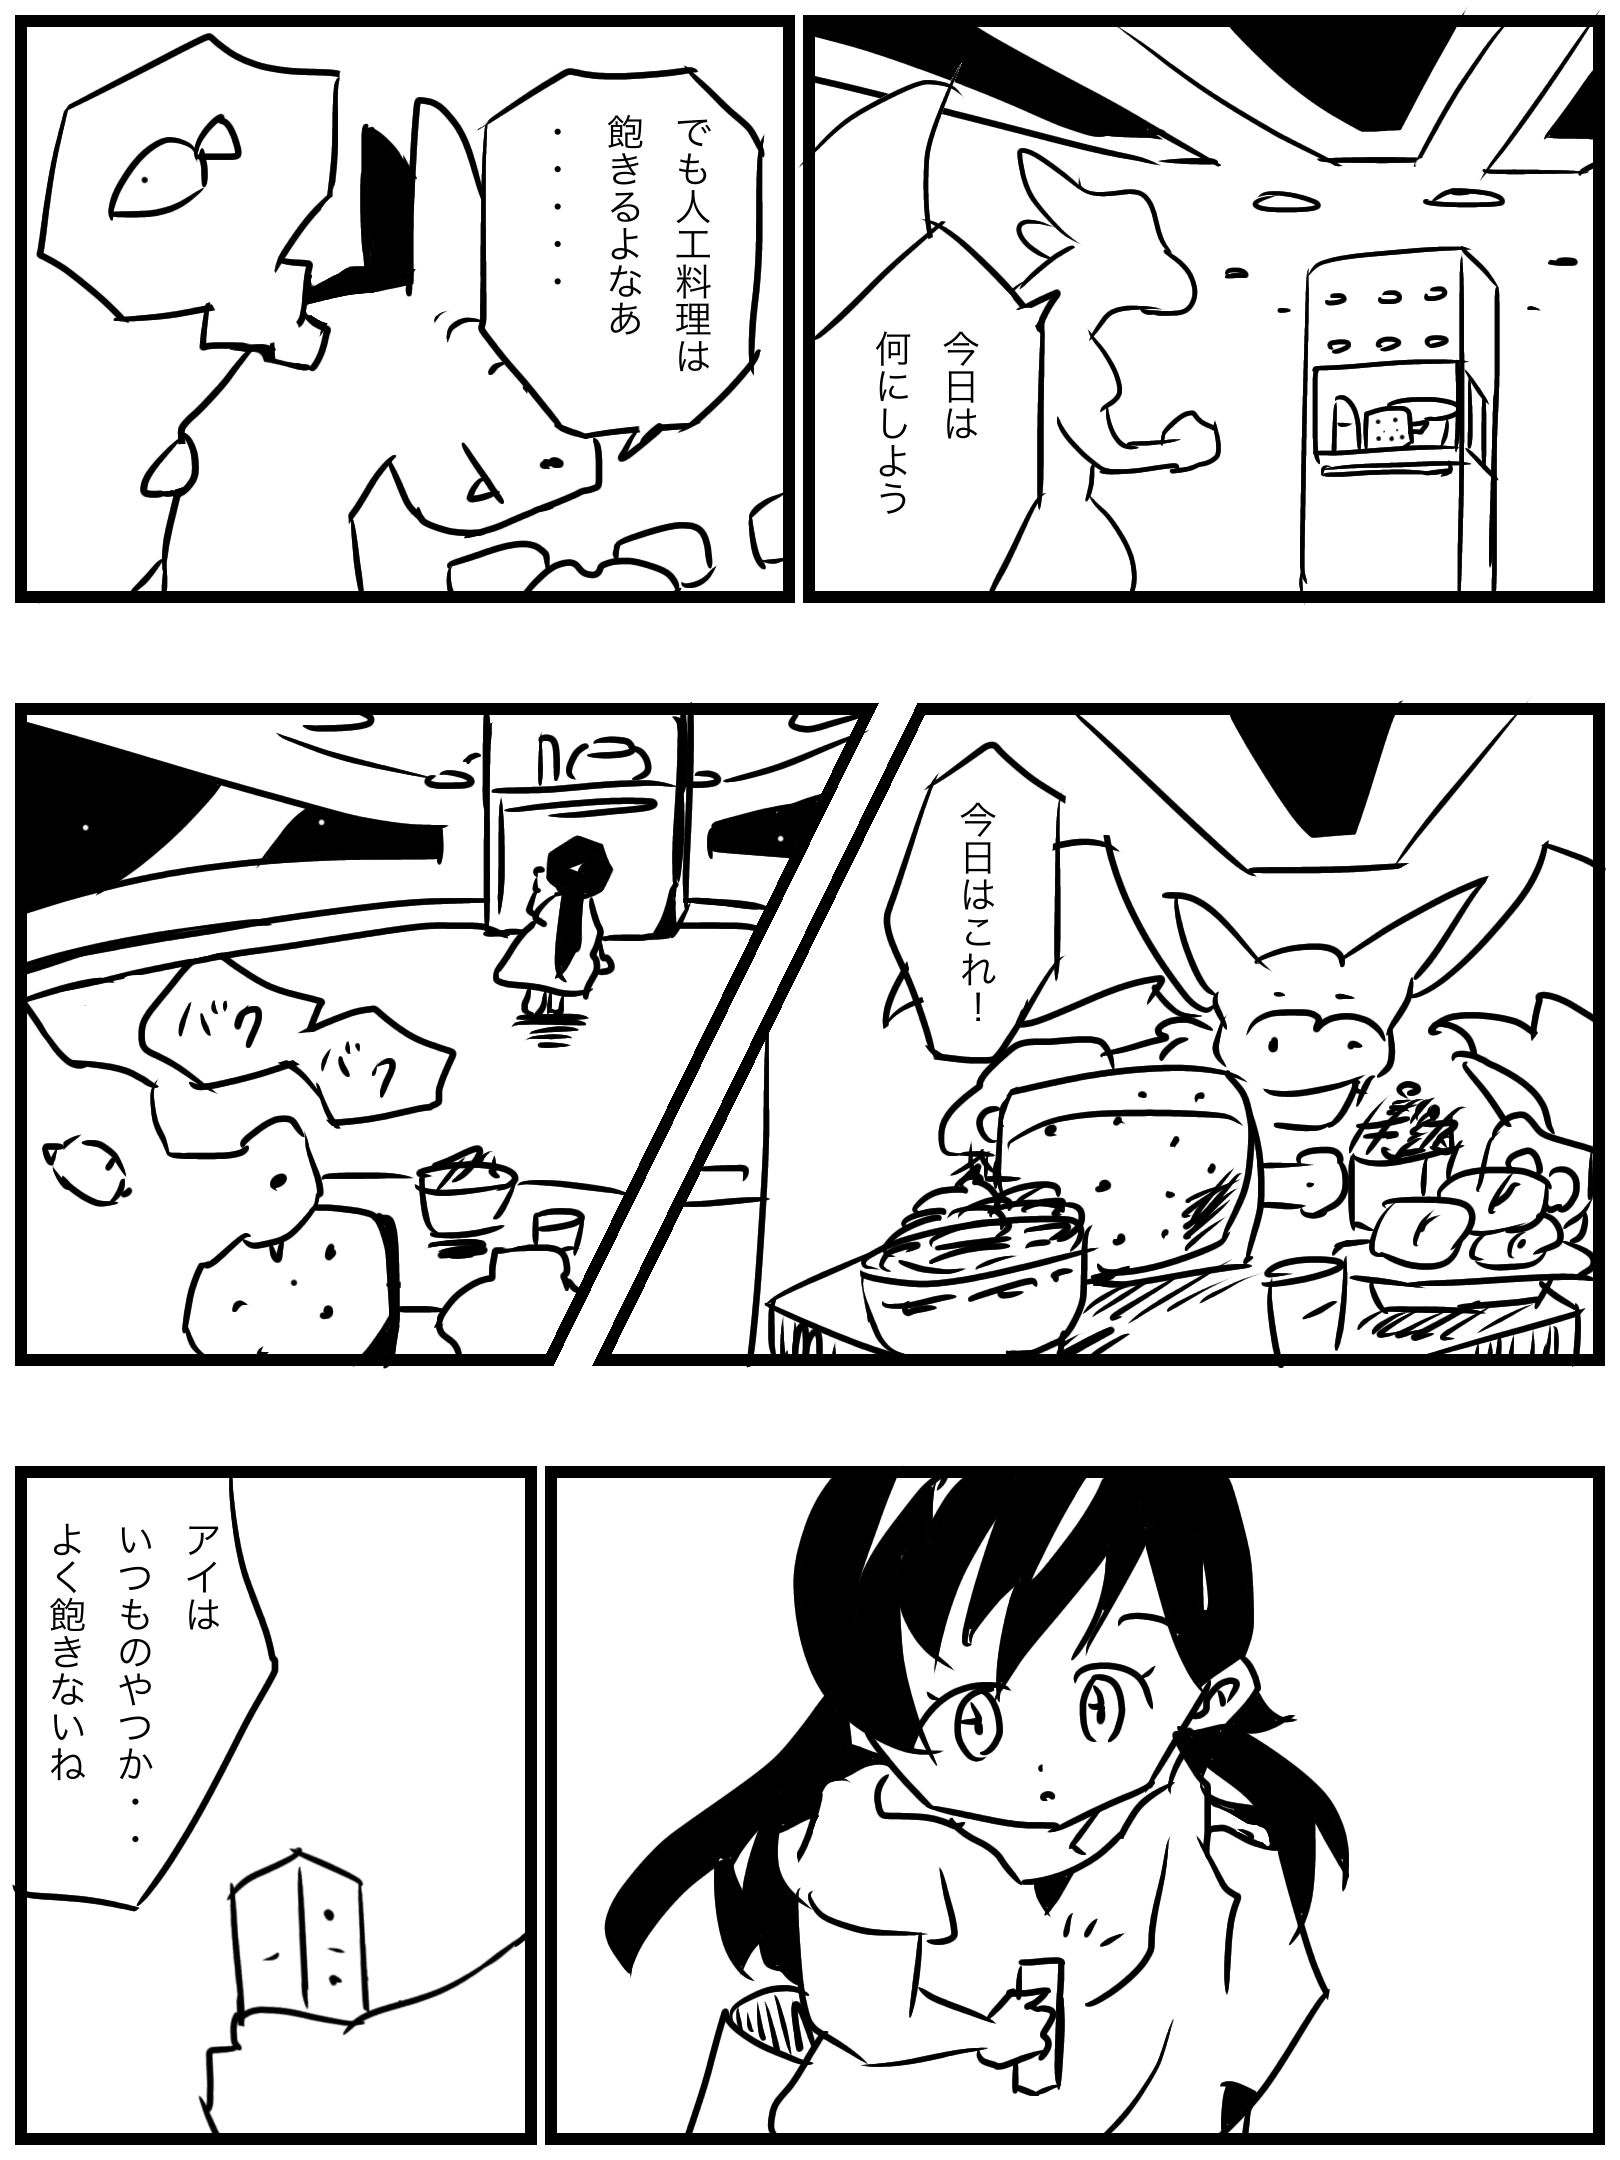 今日は
何にしよう
でも人工料理は
飽きるよなあ
・・・・・
今日はこれ！
バク
バク
アイは
いつものやつか・・
よく飽きないね